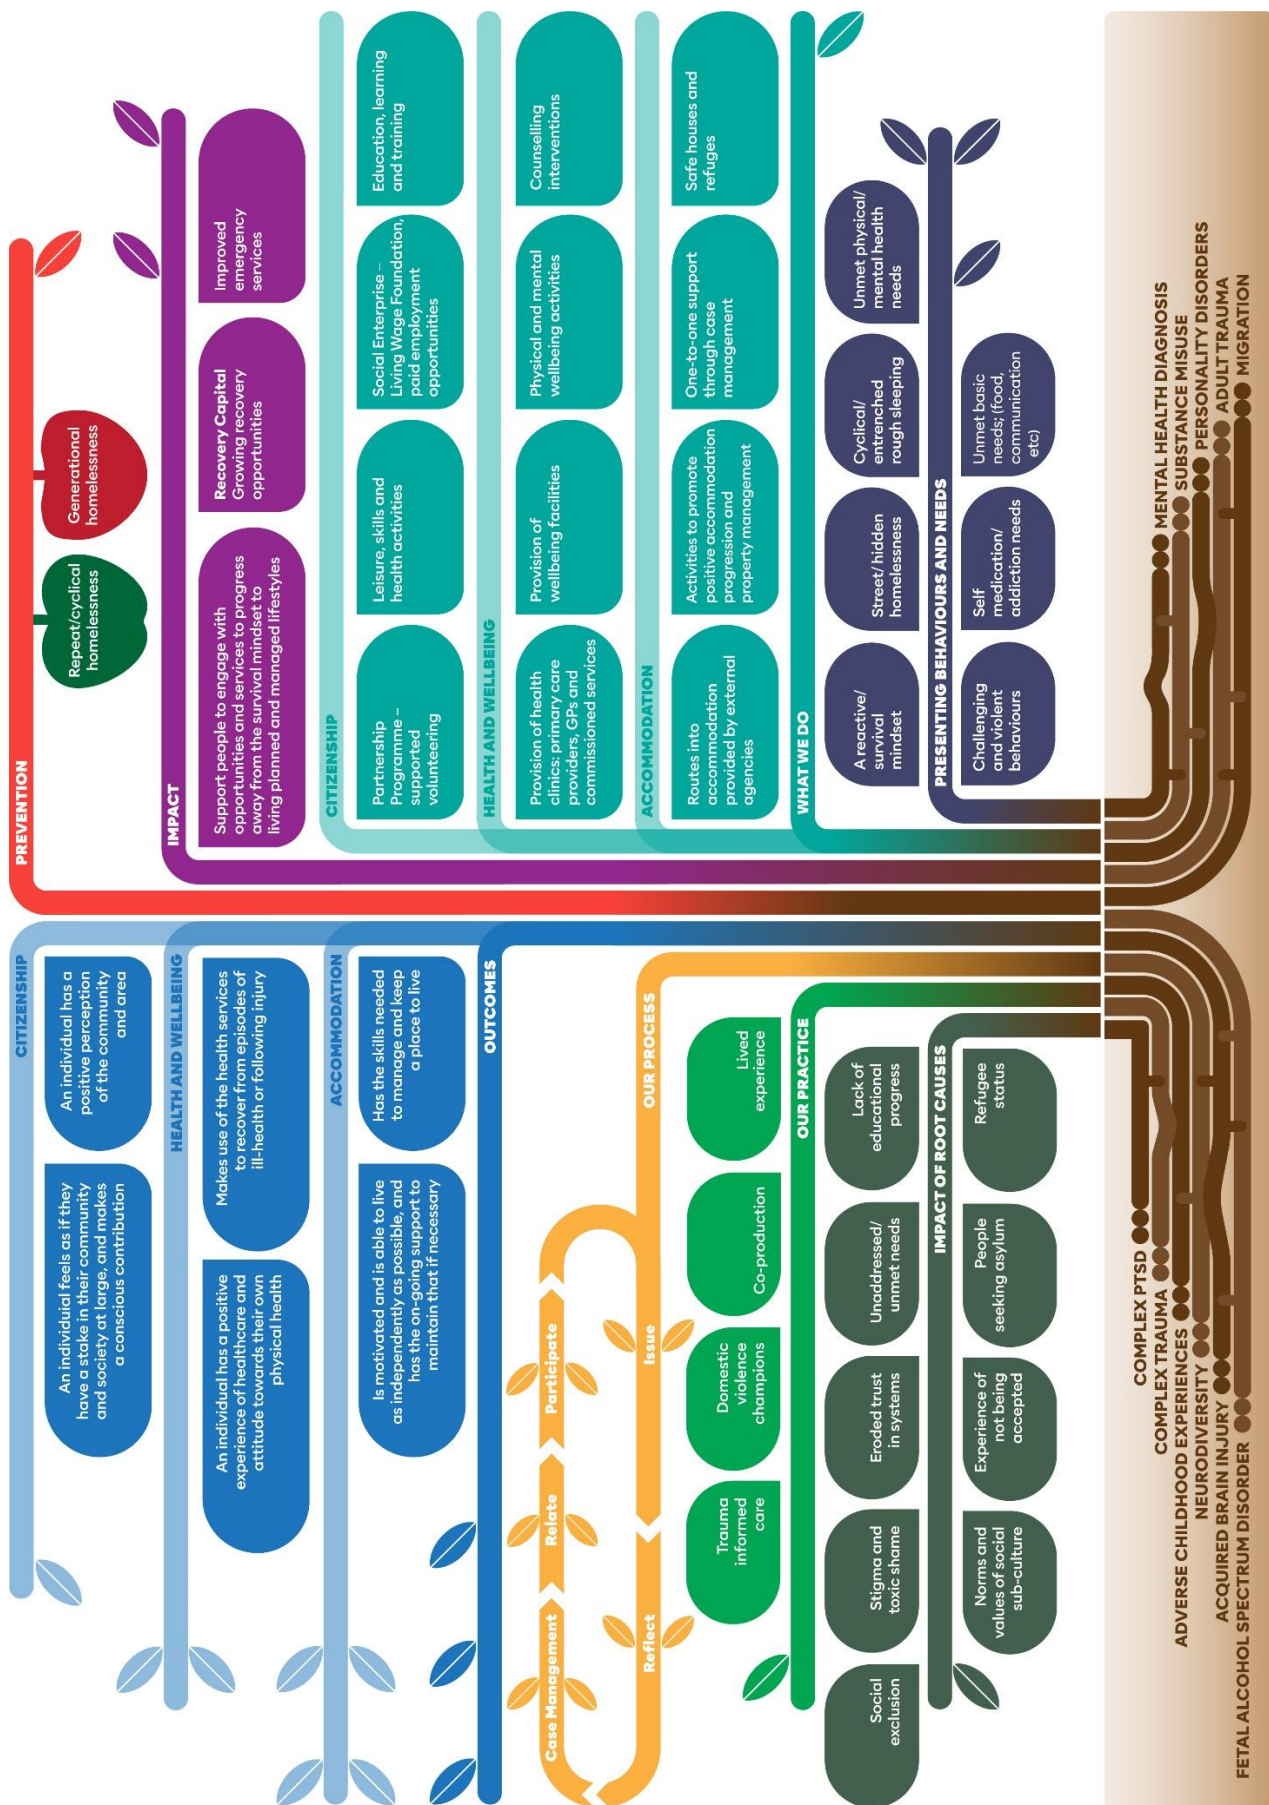 CITIZENSHIP
An individiual feels as if they
have a stake in their community
and society at large, and makes
a conscious contribution
An individual has a
positive perception
of the community
and area
HEALTH AND WELLBEING
An individual has a positive
experience of healthcare and
attitude towards their own
physical health
Makes use of the health services
to recover from episodes of
ill-health or following injury
ACCOMMODATION
Is motivated and is able to live
as independently as possible, and
has the on-going support to
maintain that if necessary
Has the skills needed
to manage and keep
a place to live
OUTCOMES
Case Management
Relate
Participate
Reflect
Issue
OUR PROCESS
Trauma
informed
care
Domestic
violence
champions
Co-production
Lived
experience
OUR PRACTICE
Social
exclusion
Stigma and
toxic shame
Eroded trust
in systems
Unaddressed/
unmet needs
Lack of
educational
progress
IMPACT OF ROOT CAUSES
Norms and
values of social
sub-culture
Experience of
not being
accepted
People
seeking asylum
Refugee
status
PREVENTION
Repeat/cyclical
homelessness
Generational
homelessness
IMPACT
Support people to engage with
opportunities and services to progress
away from the survival mindset to
living planned and managed lifestyles
Recovery Capital
Growing recovery
opportunities
Improved
emergency
services
CITIZENSHIP
Partnership
Programme –
supported
volunteering
Leisure, skills and
health activities
Social Enterprise –
Living Wage Foundation,
paid employment
opportunities
Education, learning
and training
HEALTH AND WELLBEING
Provision of health
clinics: primary care
providers, GPs and
commissioned services
Provision of
wellbeing facilities
Physical and mental
wellbeing activities
Counselling
interventions
ACCOMMODATION
Routes into
accommodation
provided by external
agencies
Activities to promote
positive accommodation
progression and
property management
One-to-one support
through case
management
Safe houses and
refuges
WHAT WE DO
A reactive/
survival
mindset
Street/ hidden
homelessness
Cyclical/
entrenched
rough sleeping
Unmet physical/
mental health
needs
PRESENTING BEHAVIOURS AND NEEDS
Challenging
and violent
behaviours
Self
medication/
addiction needs
Unmet basic
needs; (food,
communication
etc)
COMPLEX PTSD
COMPLEX TRAUMA
ADVERSE CHILDHOOD EXPERIENCES
NEURODIVERSITY
ACQUIRED BRAIN INJURY
FETAL ALCOHOL SPECTRUM DISORDER
MENTAL HEALTH DIAGNOSIS
SUBSTANCE MISUSE
PERSONALITY DISORDERS
ADULT TRAUMA
MIGRATION